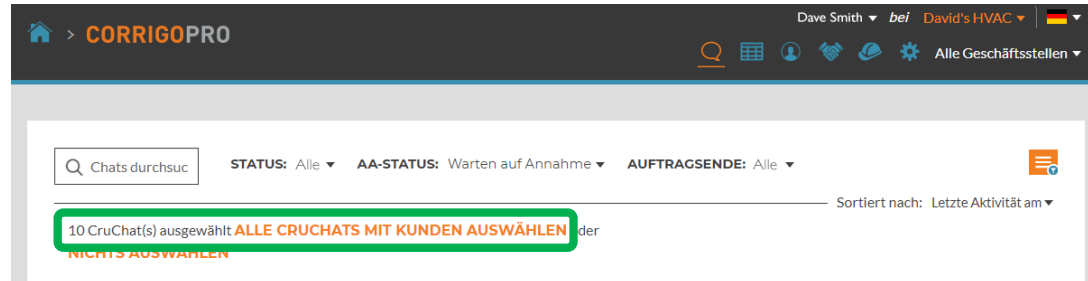 Dave Smith bei David's HVAC
> CORRIGOPRO
Alle Geschäftsstellen
Chats durchsuc STATUS: Alle AA-STATUS: Warten auf Annahme AUFTRAGSENDE: Alle
Sortiert nach: Letzte Aktivität am
10 CruChat(s) ausgewählt ALLE CRUCHATS MIT KUNDEN AUSWÄHLEN der
NICHTS AUSWÄHLEN